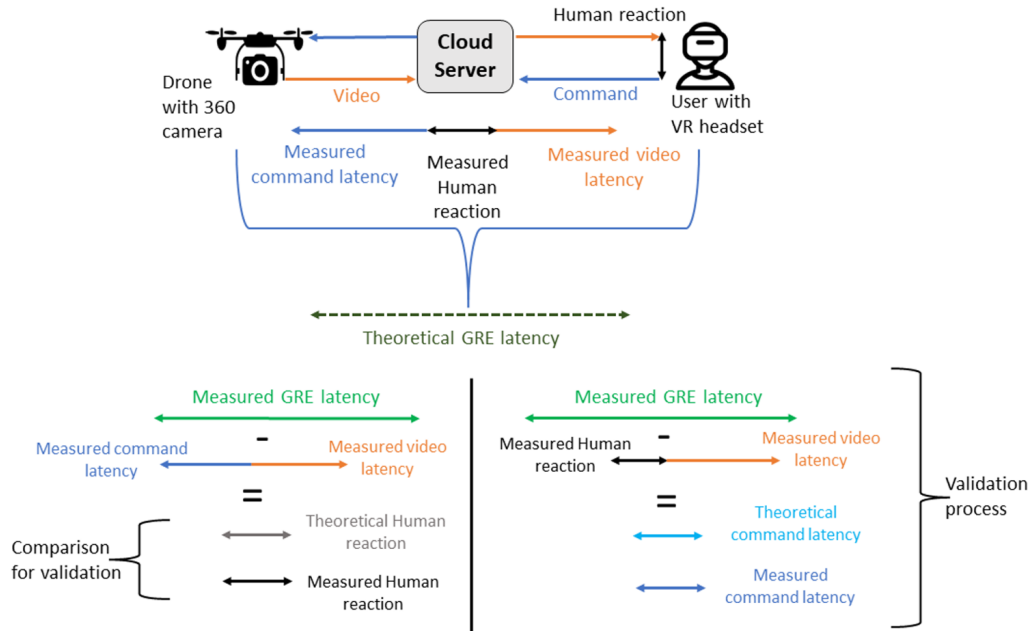 Human reaction
Cloud
Server
Drone
with 360
camera
Video
Command
User with
VR headset
Measured
command latency
Measured
Human
reaction
Measured video
latency
Theoretical GRE latency
Measured GRE latency
-
Measured command
latency
Measured video
latency
=
Theoretical Human
reaction
Comparison
for validation
Measured Human
reaction
Measured GRE latency
-
Measured Human
reaction
Measured video
latency
=
Theoretical
command latency
Measured
command latency
Validation
process